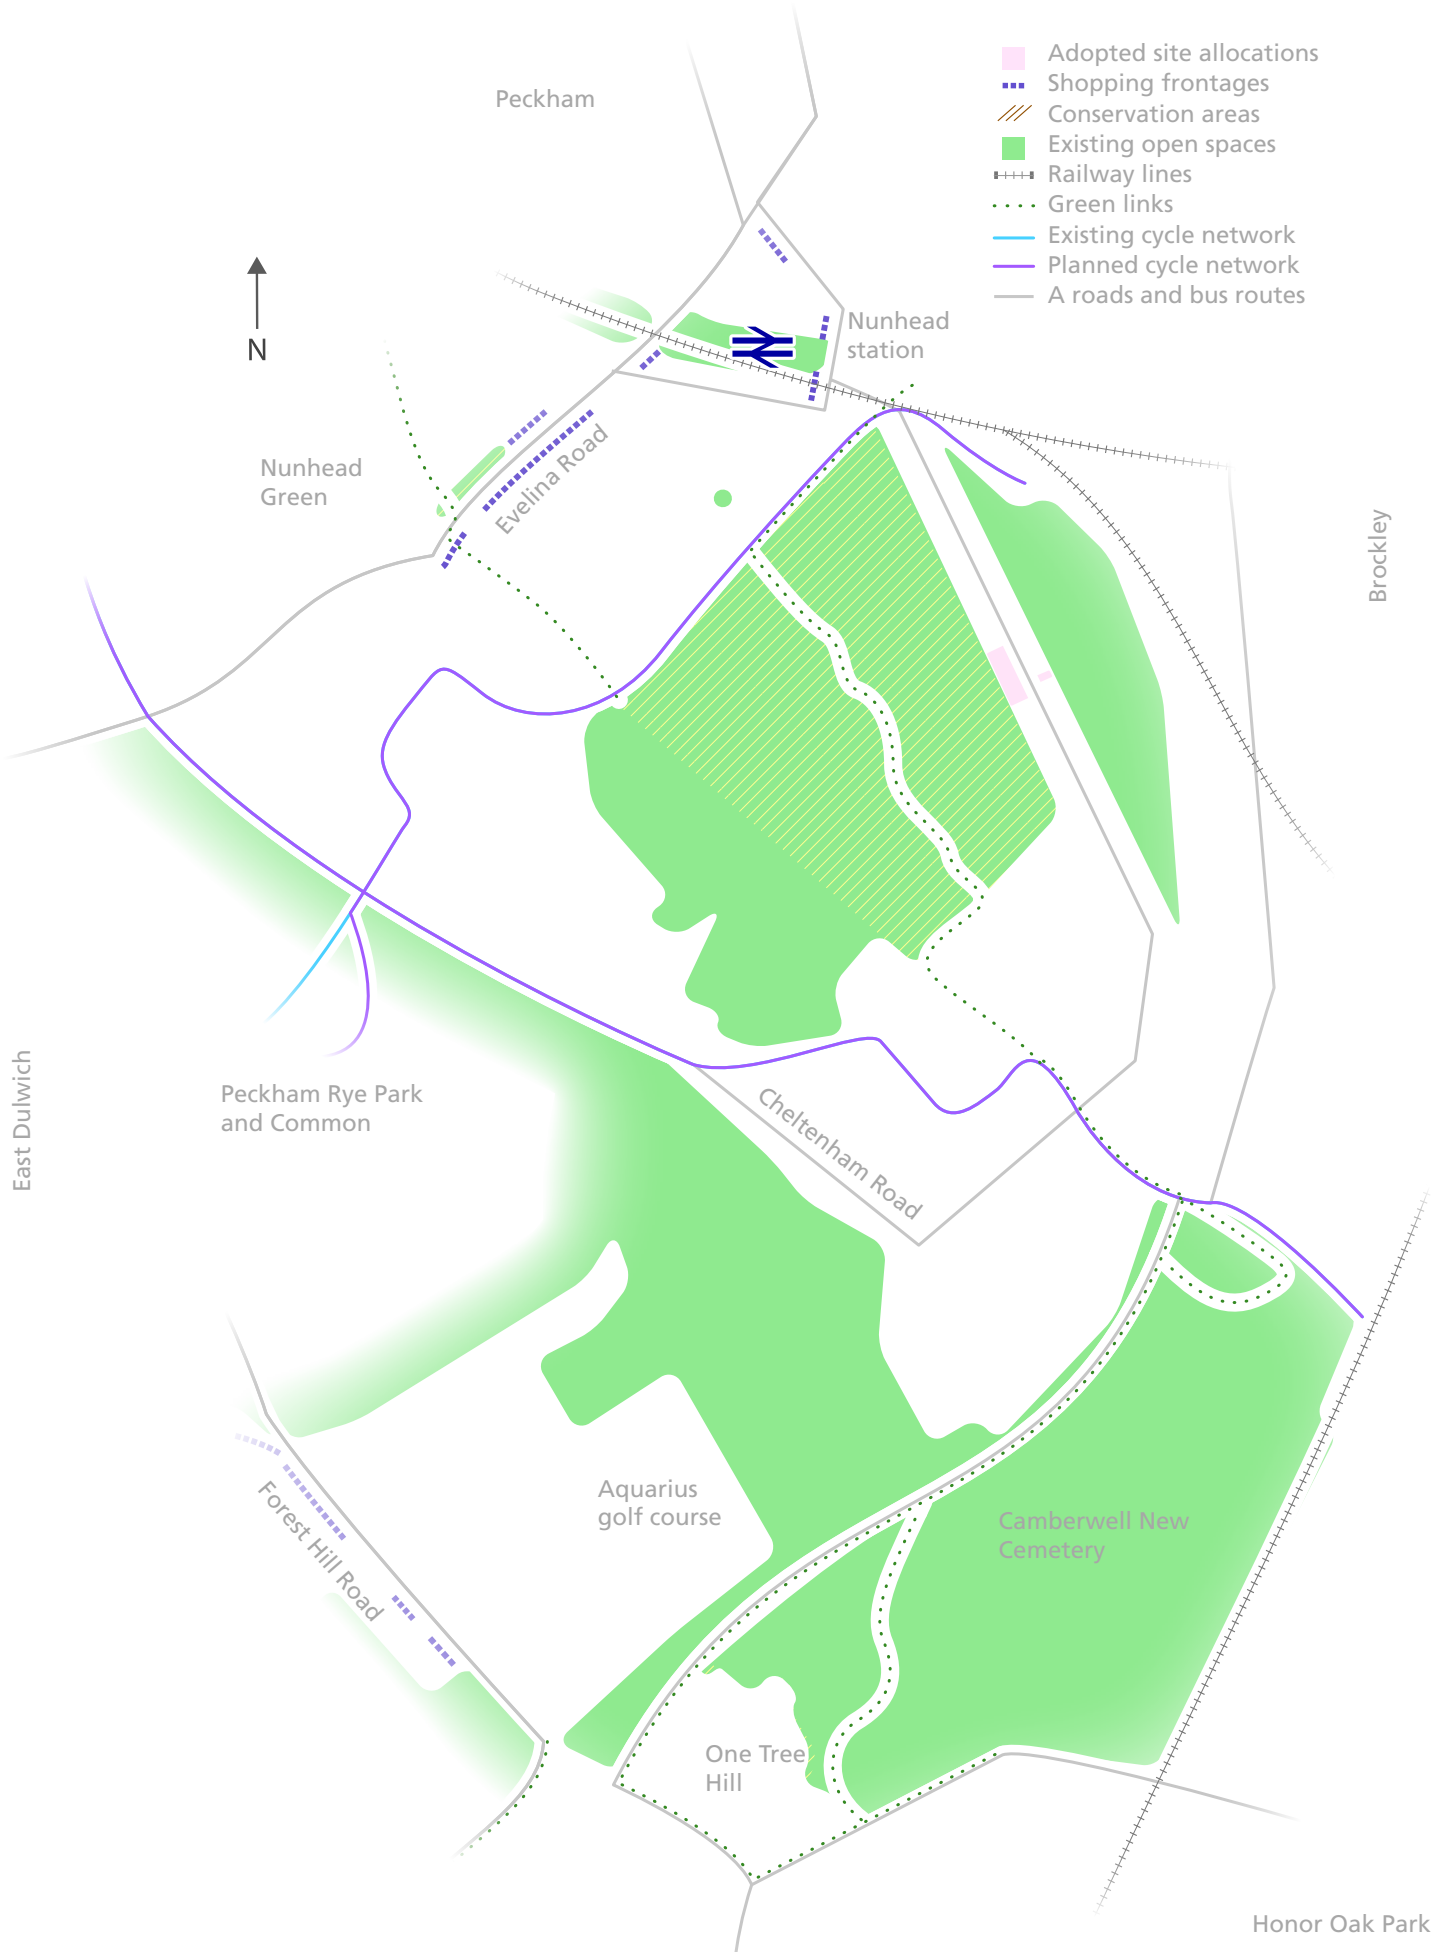 Adopted site allocations
Shopping frontages
Conservation areas
Existing open spaces
Railway lines
Green links
Existing cycle network
Planned cycle network
A roads and bus routes
Peckham
N
Nunhead
station
Nunhead
Green
Evelina Road
Brockley
East Dulwich
Peckham Rye Park
and Common
Cheltenham Road
Forest Hill Road
Aquarius
golf course
Camberwell New
Cemetery
One Tree
Hill
Honor Oak Park